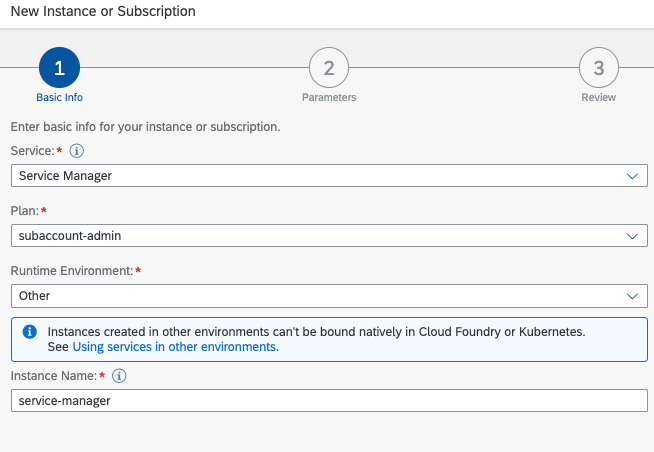 New Instance or Subscription
1
2
3
Basic Info
Parameters
Review
Enter basic info for your instance or subscription.
Service:*
Service Manager
Plan:*
subaccount-admin
Runtime Environment:*
Other
Instances created in other environments can't be bound natively in Cloud Foundry or Kubernetes.
See Using services in other environments.
Instance Name:*
service-manager